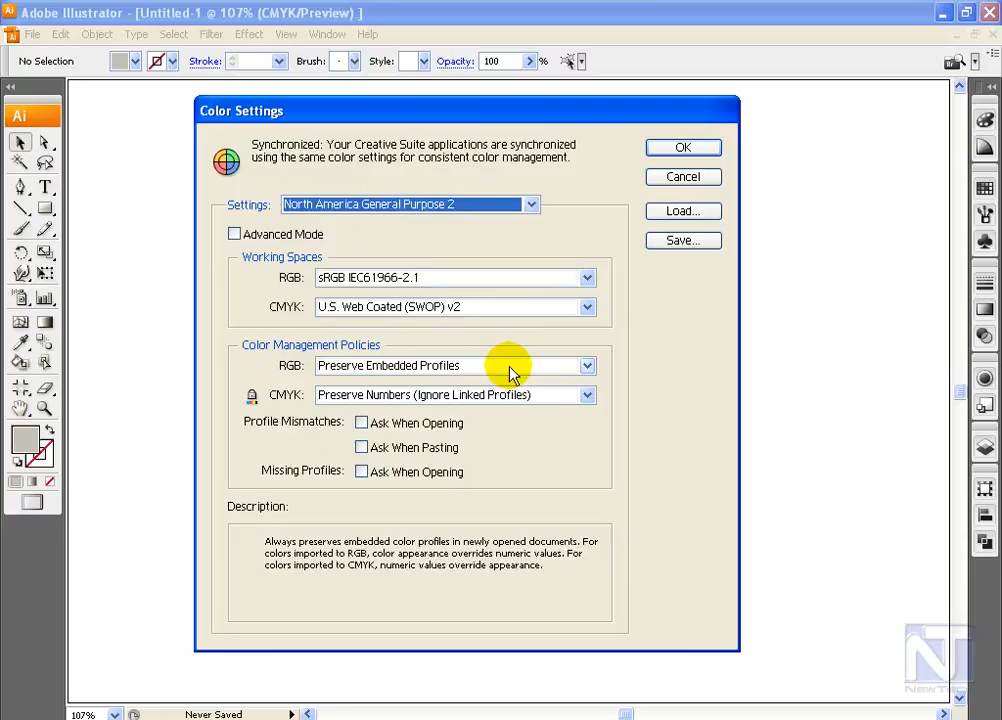 Adobe Illustrator - [Untitled-1 @ 107% (CMYK/Preview) ]
File Edit Object Type Select Filter Effect View Window Help
No Selection Stroke: Brush: Style: Opacity: 100 %
Ai
Color Settings
Synchronized: Your Creative Suite applications are synchronized
using the same color settings for consistent color management.
OK
Cancel
Settings: North America General Purpose 2
Load...
Advanced Mode
Save...
Working Spaces
RGB: sRGB IEC61966-2.1
CMYK: U.S. Web Coated (SWOP) v2
Color Management Policies
RGB: Preserve Embedded Profiles
CMYK: Preserve Numbers (Ignore Linked Profiles)
Profile Mismatches: Ask When Opening
Ask When Pasting
Missing Profiles: Ask When Opening
Description:
Always preserves embedded color profiles in newly opened documents. For
colors imported to RGB, color appearance overrides numeric values. For
colors imported to CMYK, numeric values override appearance.
107% Never Saved